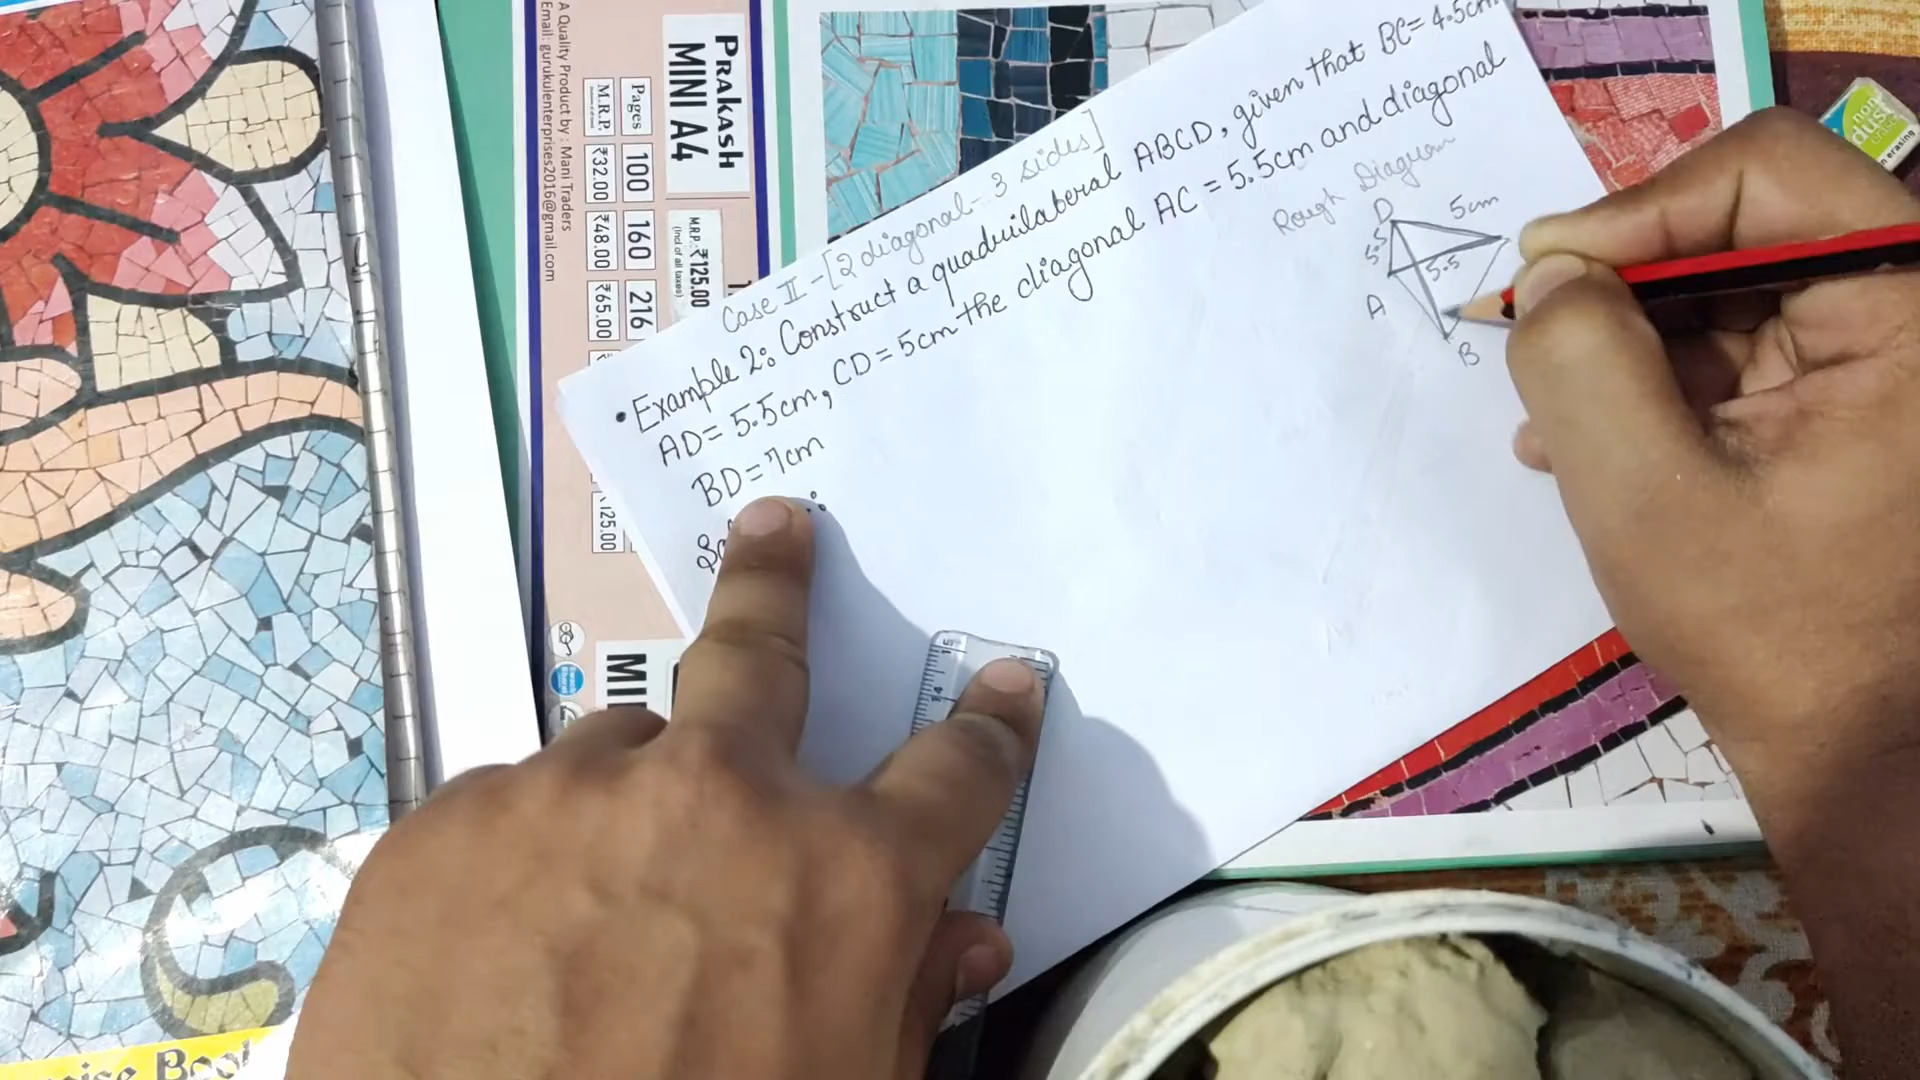 Case II - [2 diagonal - 3 sides]
• Example 2: Construct a quadrilateral ABCD, given that BC = 4.5cm
AD = 5.5cm, CD = 5cm the diagonal AC = 5.5cm and diagonal
BD = 7cm
Rough Diagram
D
5cm
5.5
5.5
A
B
PRAKASH
MINI A4
Pages 100 160 216
M.R.P. ₹32.00 ₹48.00 ₹65.00
125.00
M.R.P.: ₹125.00
(Incl of all taxes)
A Quality Product by : Mani Traders
Email: gurukulenterprises2016@gmail.com
non
dust
erasing